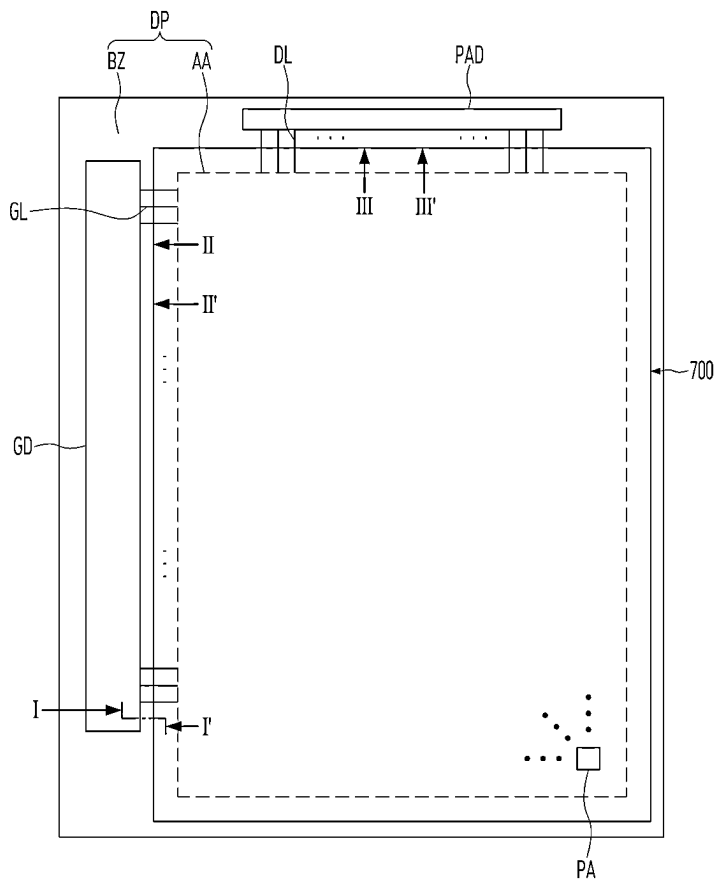 DP
BZ AA DL PAD
GL
III III'
II
II'
700
GD
I I'
PA